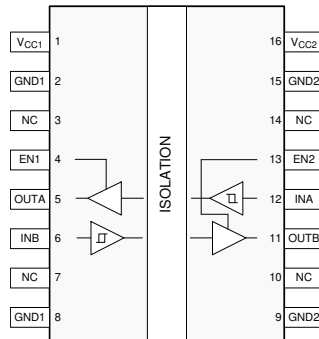 VCC1 1 16 VCC2
GND1 2 15 GND2
NC 3 14 NC
EN1 4 13 EN2
OUTA 5 12 INA
INB 6 11 OUTB
NC 7 10 NC
GND1 8 9 GND2
ISOLATION